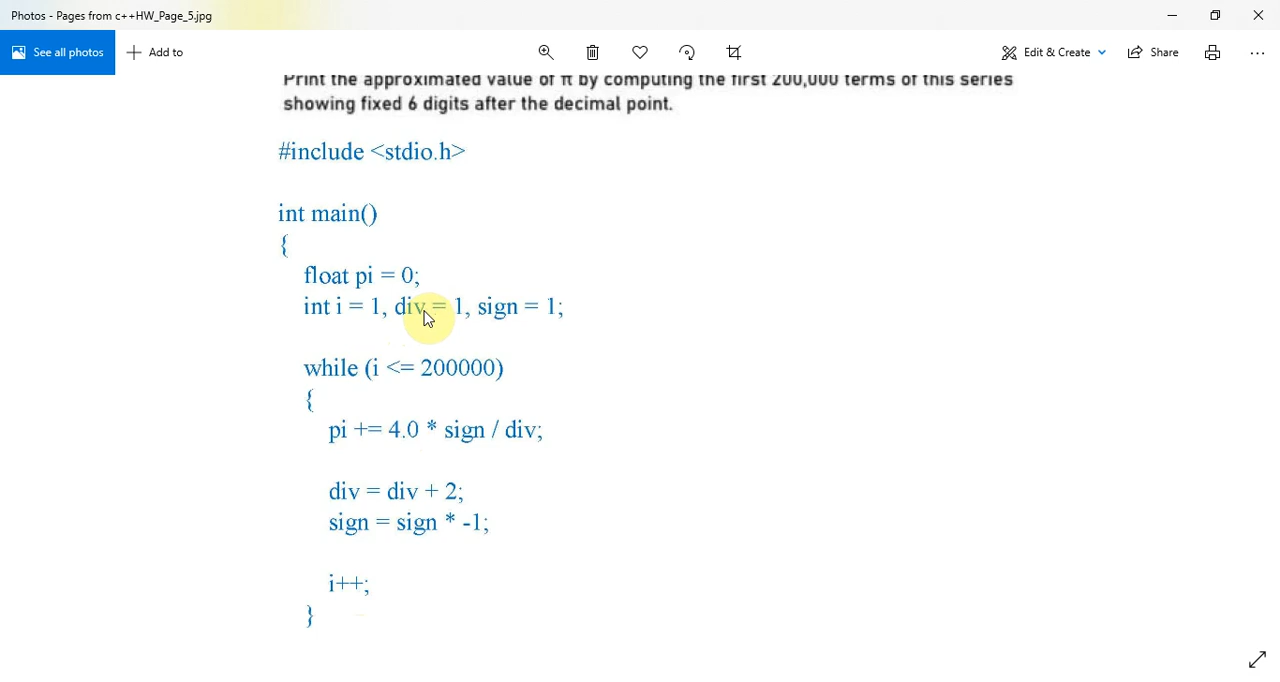 Photos - Pages from c++HW_Page_5.jpg
See all photos
Add to
Edit & Create
Share
Print the approximated value of π by computing the first 200,000 terms of this series
showing fixed 6 digits after the decimal point.
#include <stdio.h>
int main()
{
float pi = 0;
int i = 1, div = 1, sign = 1;
while (i <= 200000)
{
pi += 4.0 * sign / div;
div = div + 2;
sign = sign * -1;
i++;
}